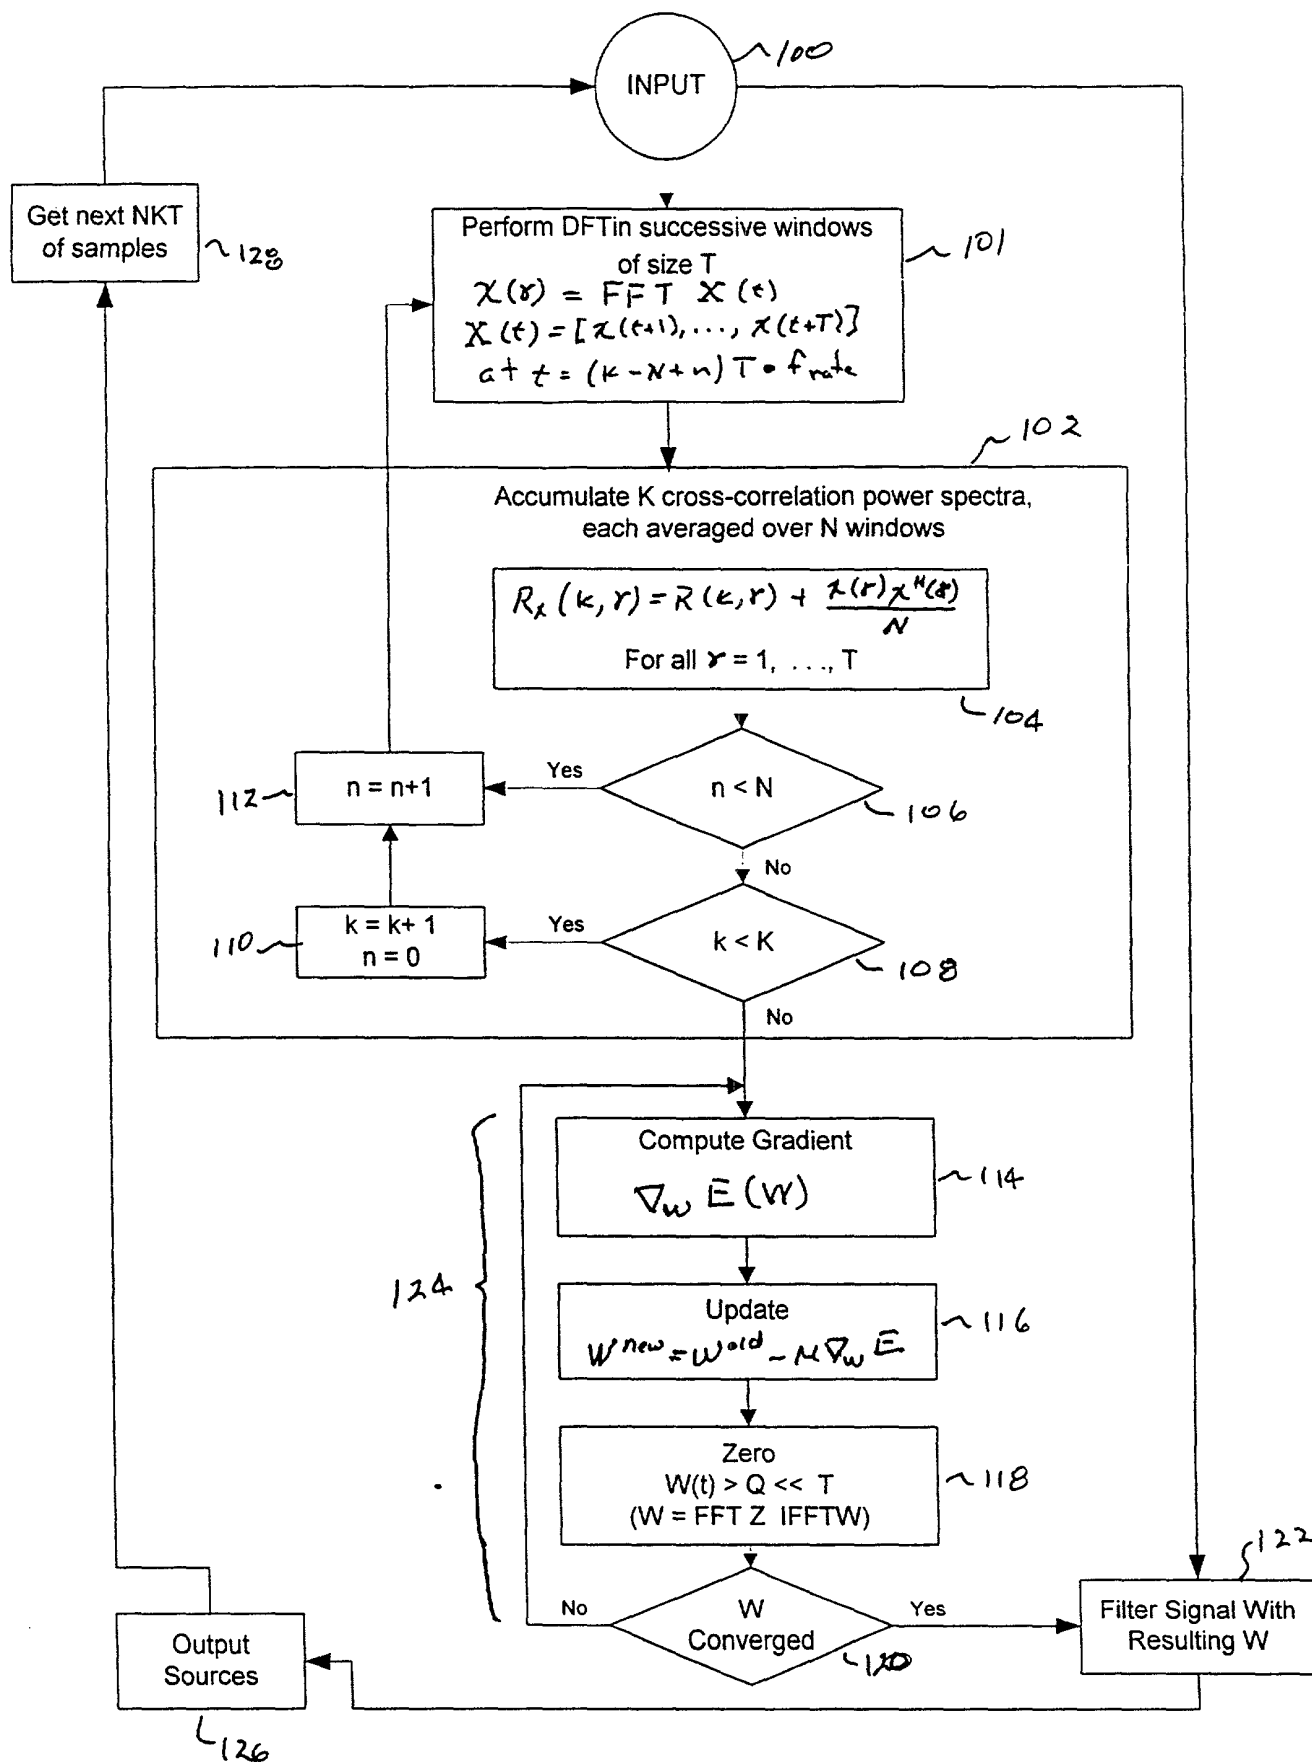 100
INPUT
Get next NKT
of samples
128
Perform DFTin successive windows
of size T
101
χ(γ) = FFT X(t)
X(t) = [x(t+1), ..., x(t+T)]
at t = (k-N+n) T • f rate
102
Accumulate K cross-correlation power spectra,
each averaged over N windows
Rx(k,γ) = R(k,γ) + χ(γ)χᴴ(γ)/N
For all γ = 1, ..., T
104
112
n = n+1
Yes
n < N
106
No
110
k = k+ 1
n = 0
Yes
k < K
108
No
Compute Gradient
∇w E(W)
114
124
Update
W new = W old - μ∇w E
116
Zero
W(t) > Q << T
(W = FFT Z IFFTW)
118
No
W
Converged
Yes
120
122
Filter Signal With
Resulting W
Output
Sources
126